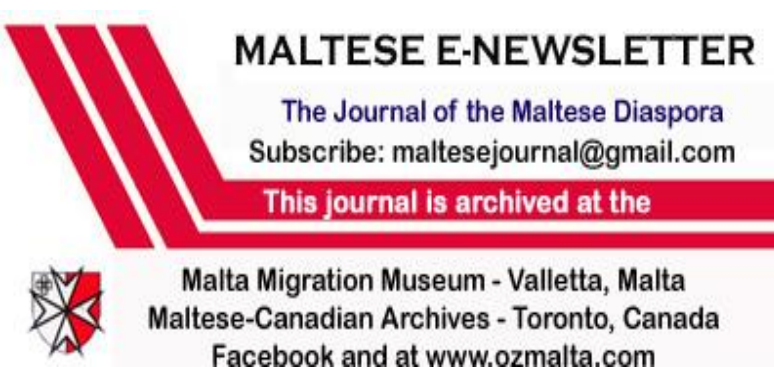 MALTESE E-NEWSLETTER
The Journal of the Maltese Diaspora
Subscribe: maltesejournal@gmail.com
This journal is archived at the
Malta Migration Museum - Valletta, Malta
Maltese-Canadian Archives - Toronto, Canada
Facebook and at www.ozmalta.com